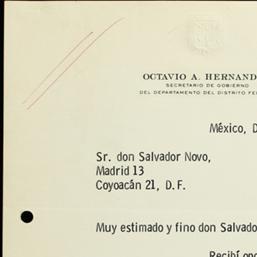 OCTAVIO A. HERNAND
SECRETARIO DE GOBIERNO
DEL DEPARTAMENTO DEL DISTRITO FE
México, D
Sr. don Salvador Novo,
Madrid 13
Coyoacán 21, D.F.
Muy estimado y fino don Salvado
Recibí